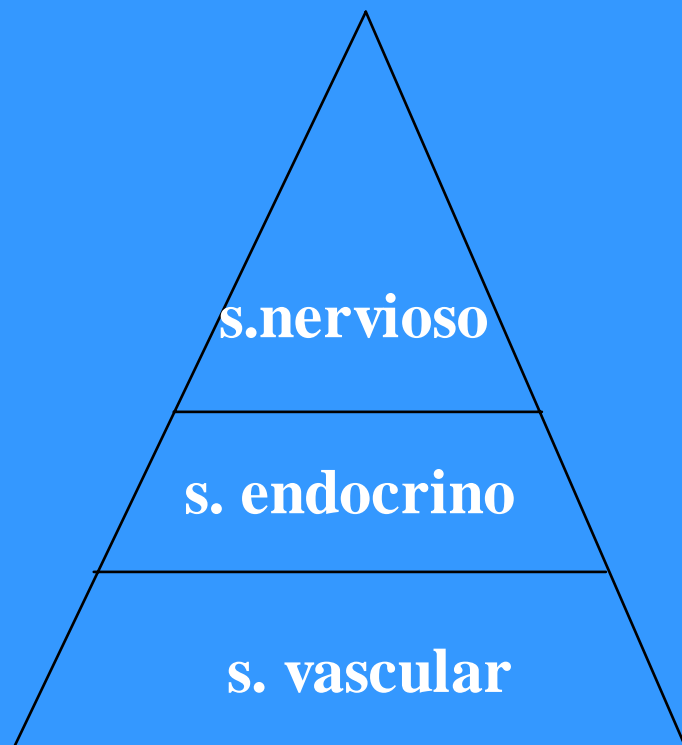 s.nervioso
s. endocrino
s. vascular